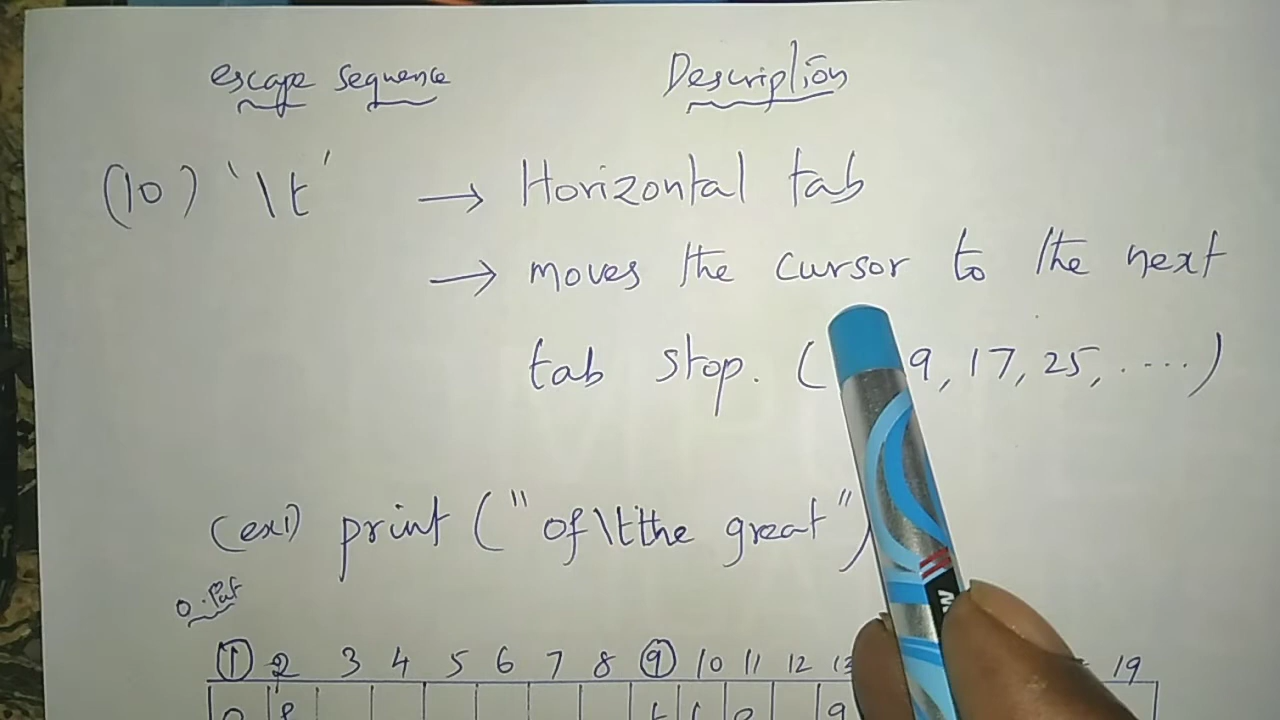 escape sequence Description
(10) '\t' → Horizontal tab
→ moves the cursor to the next
tab stop. ( 9, 17, 25, ....)
(ex1) print ("of\tthe great")
o.Put
1 2 3 4 5 6 7 8 9 10 11 12 19
o f t h e g